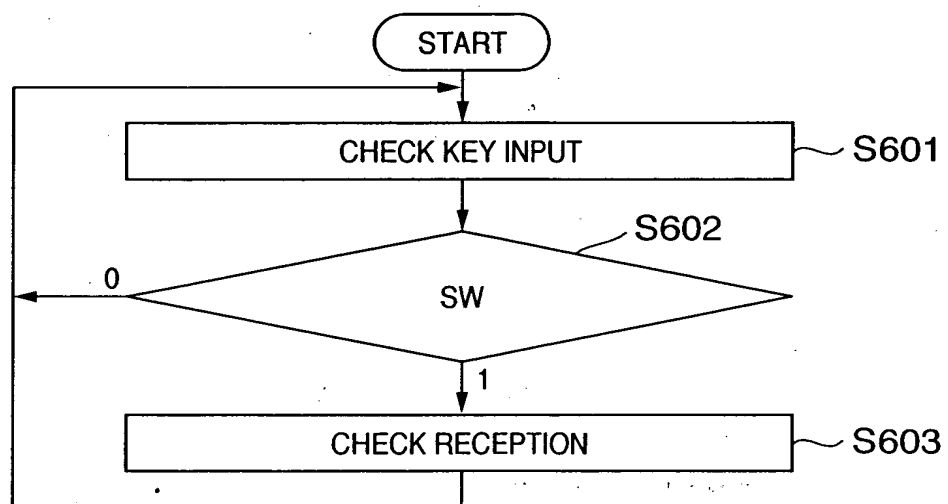 START
CHECK KEY INPUT
S601
S602
0
SW
1
CHECK RECEPTION
S603